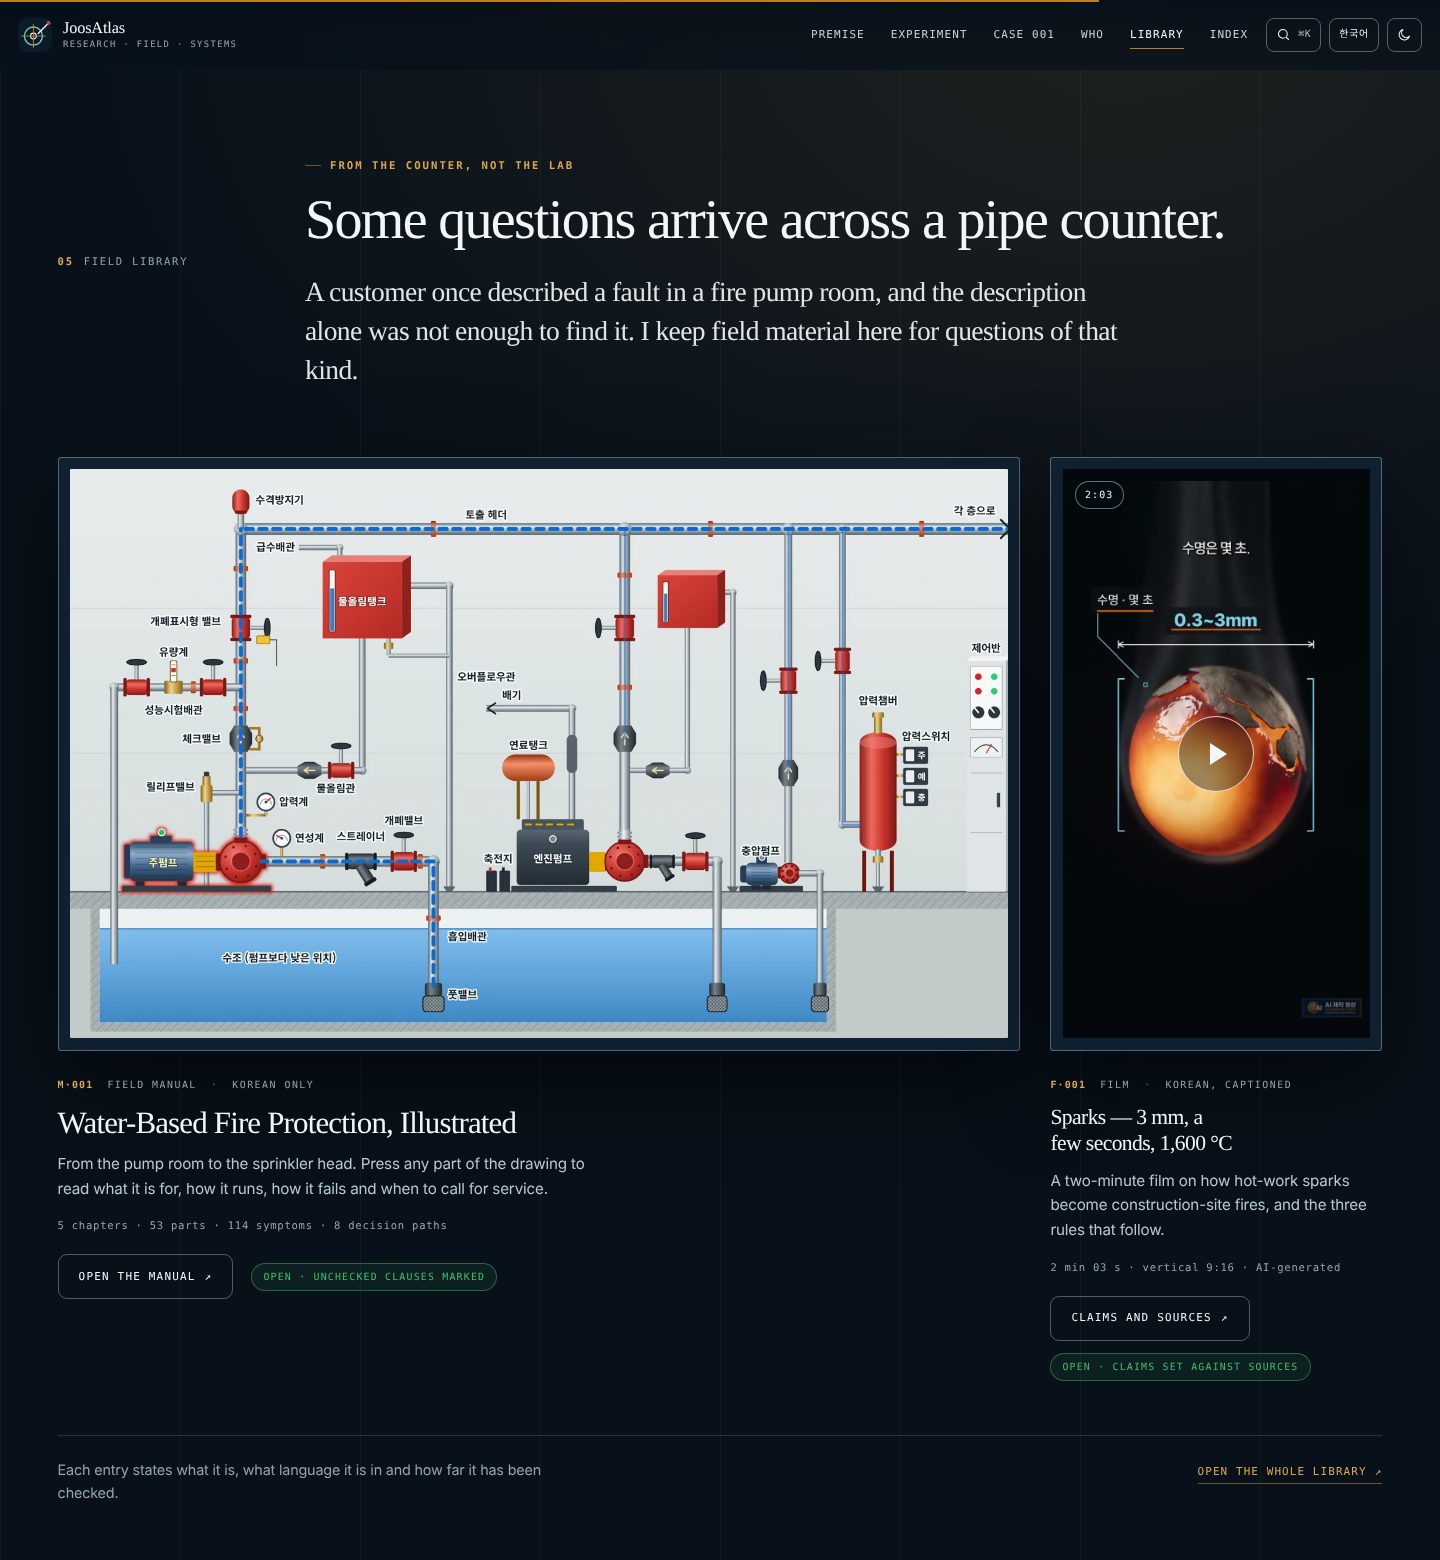 JoosAtlas
RESEARCH · FIELD · SYSTEMS
PREMISE
EXPERIMENT
CASE 001
WHO
LIBRARY
INDEX
⌘K
한국어
FROM THE COUNTER, NOT THE LAB
Some questions arrive across a pipe counter.
05 FIELD LIBRARY
A customer once described a fault in a fire pump room, and the description
alone was not enough to find it. I keep field material here for questions of that
kind.
수격방지기
토출 헤더
각 층으로
급수배관
물올림탱크
개폐표시형 밸브
유량계
성능시험배관
체크밸브
오버플로우관
배기
제어반
압력챔버
압력스위치
주
예
충
연료탱크
릴리프밸브
물올림관
압력계
연성계
스트레이너
개폐밸브
주펌프
축전지
엔진펌프
충압펌프
흡입배관
수조 (펌프보다 낮은 위치)
풋밸브
2:03
수명은 몇 초.
수명 · 몇 초
0.3~3mm
AI 제작 영상
M·001 FIELD MANUAL · KOREAN ONLY
Water-Based Fire Protection, Illustrated
From the pump room to the sprinkler head. Press any part of the drawing to
read what it is for, how it runs, how it fails and when to call for service.
5 chapters · 53 parts · 114 symptoms · 8 decision paths
OPEN THE MANUAL ↗
OPEN · UNCHECKED CLAUSES MARKED
F·001 FILM · KOREAN, CAPTIONED
Sparks — 3 mm, a
few seconds, 1,600 °C
A two-minute film on how hot-work sparks
become construction-site fires, and the three
rules that follow.
2 min 03 s · vertical 9:16 · AI-generated
CLAIMS AND SOURCES ↗
OPEN · CLAIMS SET AGAINST SOURCES
Each entry states what it is, what language it is in and how far it has been
checked.
OPEN THE WHOLE LIBRARY ↗